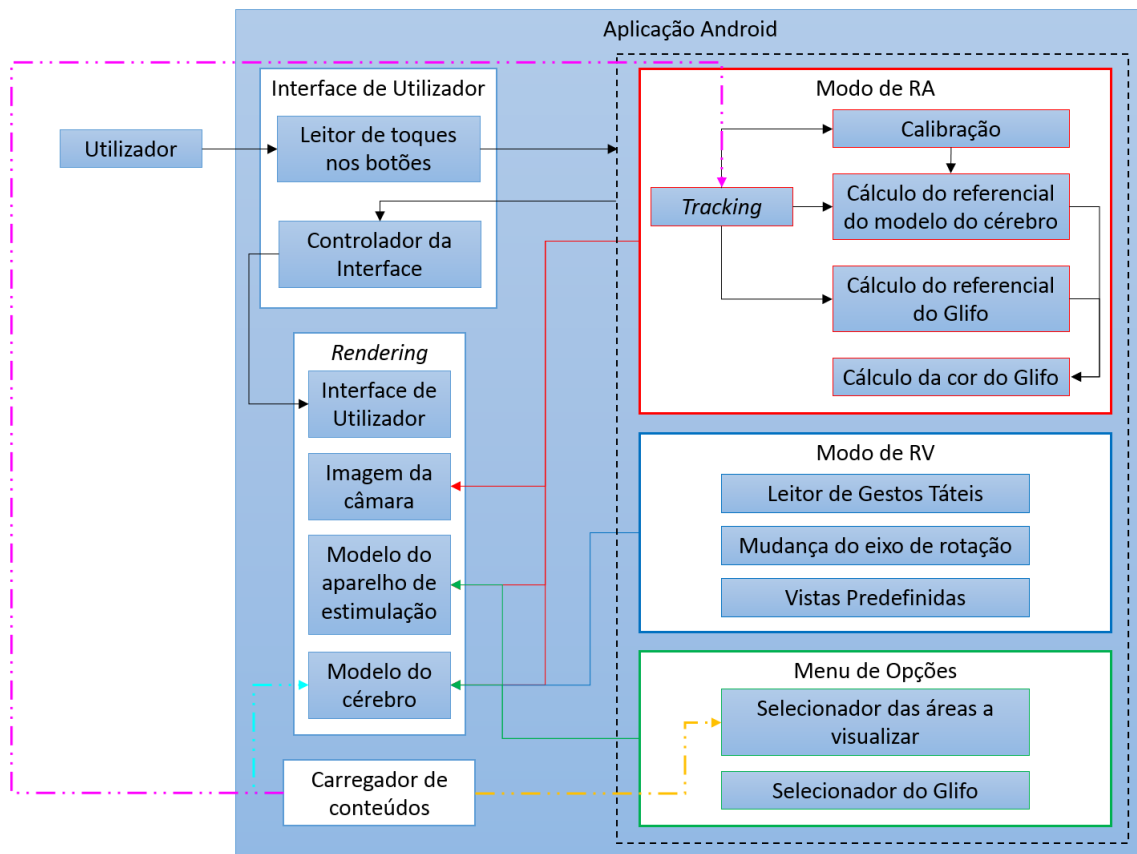 Aplicação Android
Interface de Utilizador
Utilizador
Leitor de toques
nos botões
Controlador da
Interface
Rendering
Interface de
Utilizador
Imagem da
câmara
Modelo do
aparelho de
estimulação
Modelo do
cérebro
Carregador de
conteúdos
Modo de RA
Calibração
Tracking
Cálculo do referencial
do modelo do cérebro
Cálculo do referencial
do Glifo
Cálculo da cor do Glifo
Modo de RV
Leitor de Gestos Táteis
Mudança do eixo de rotação
Vistas Predefinidas
Menu de Opções
Selecionador das áreas a
visualizar
Selecionador do Glifo